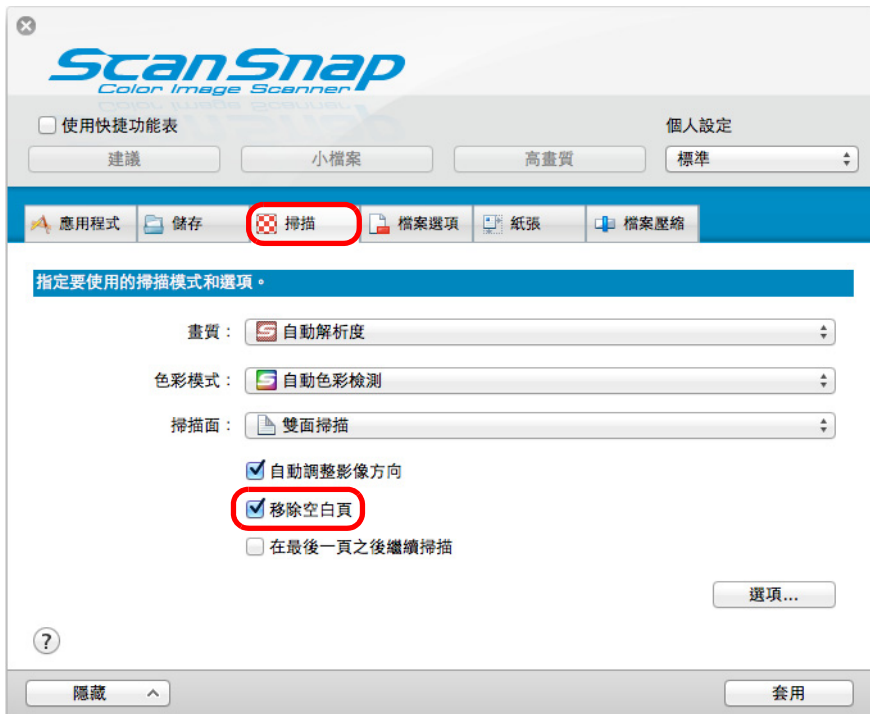 ScanSnap
Color Image Scanner
使用快捷功能表
個人設定
建議 小檔案 高畫質 標準
應用程式 儲存 掃描 檔案選項 紙張 檔案壓縮
指定要使用的掃描模式和選項。
畫質： 自動解析度
色彩模式： 自動色彩檢測
掃描面： 雙面掃描
自動調整影像方向
移除空白頁
在最後一頁之後繼續掃描
選項...
?
隱藏 套用